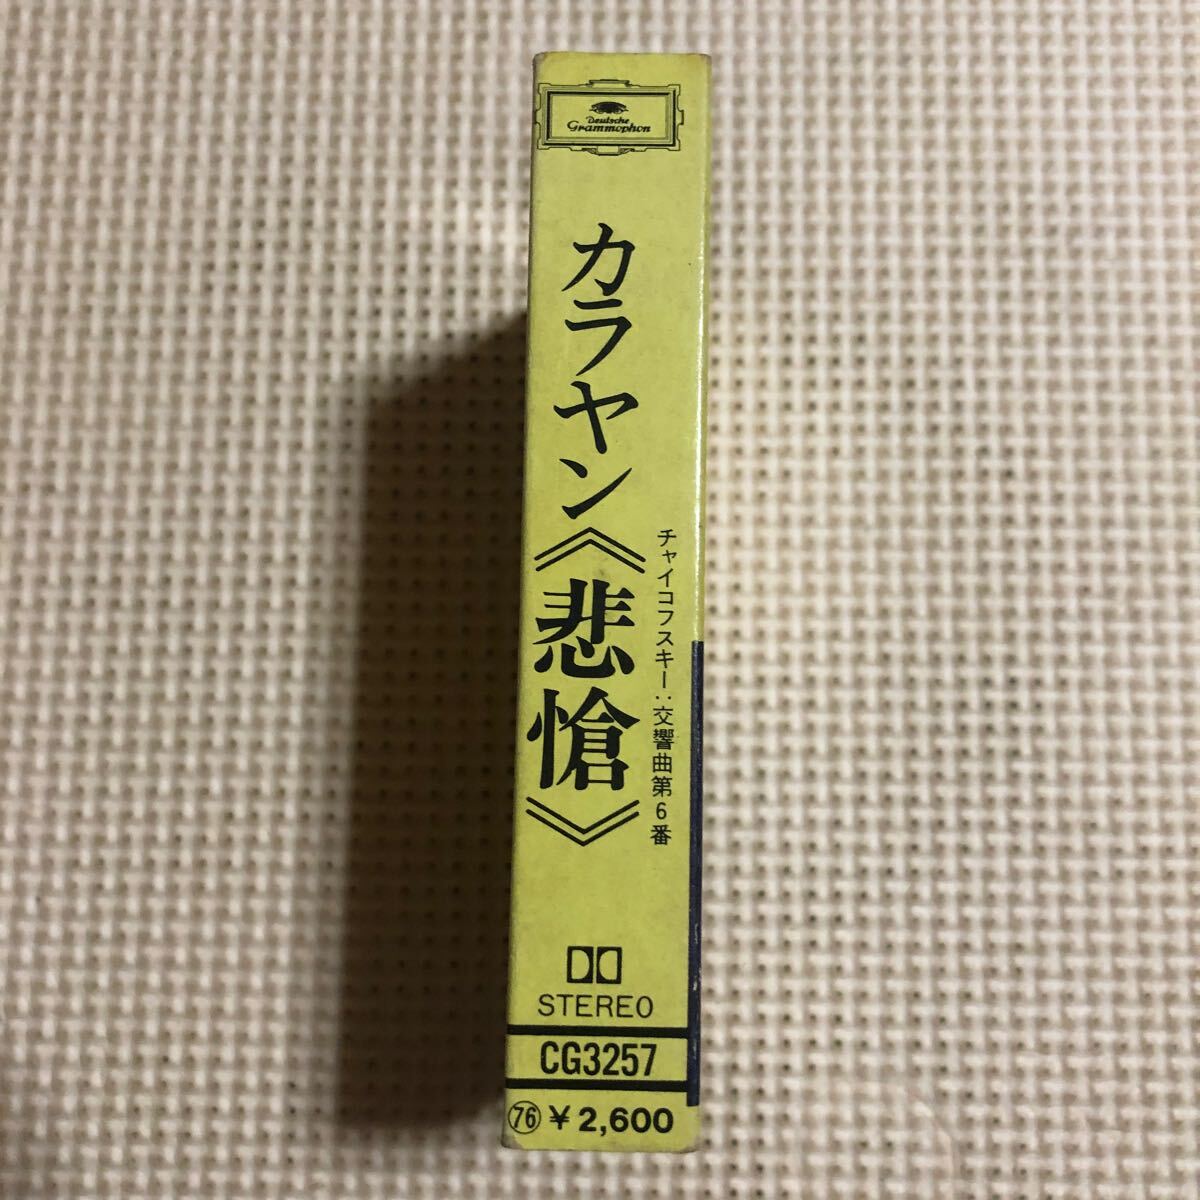 Deutsche
Grammophon
カラヤン《悲愴》
チャイコフスキー:交響曲第6番
STEREO
CG3257
76 ¥2,600